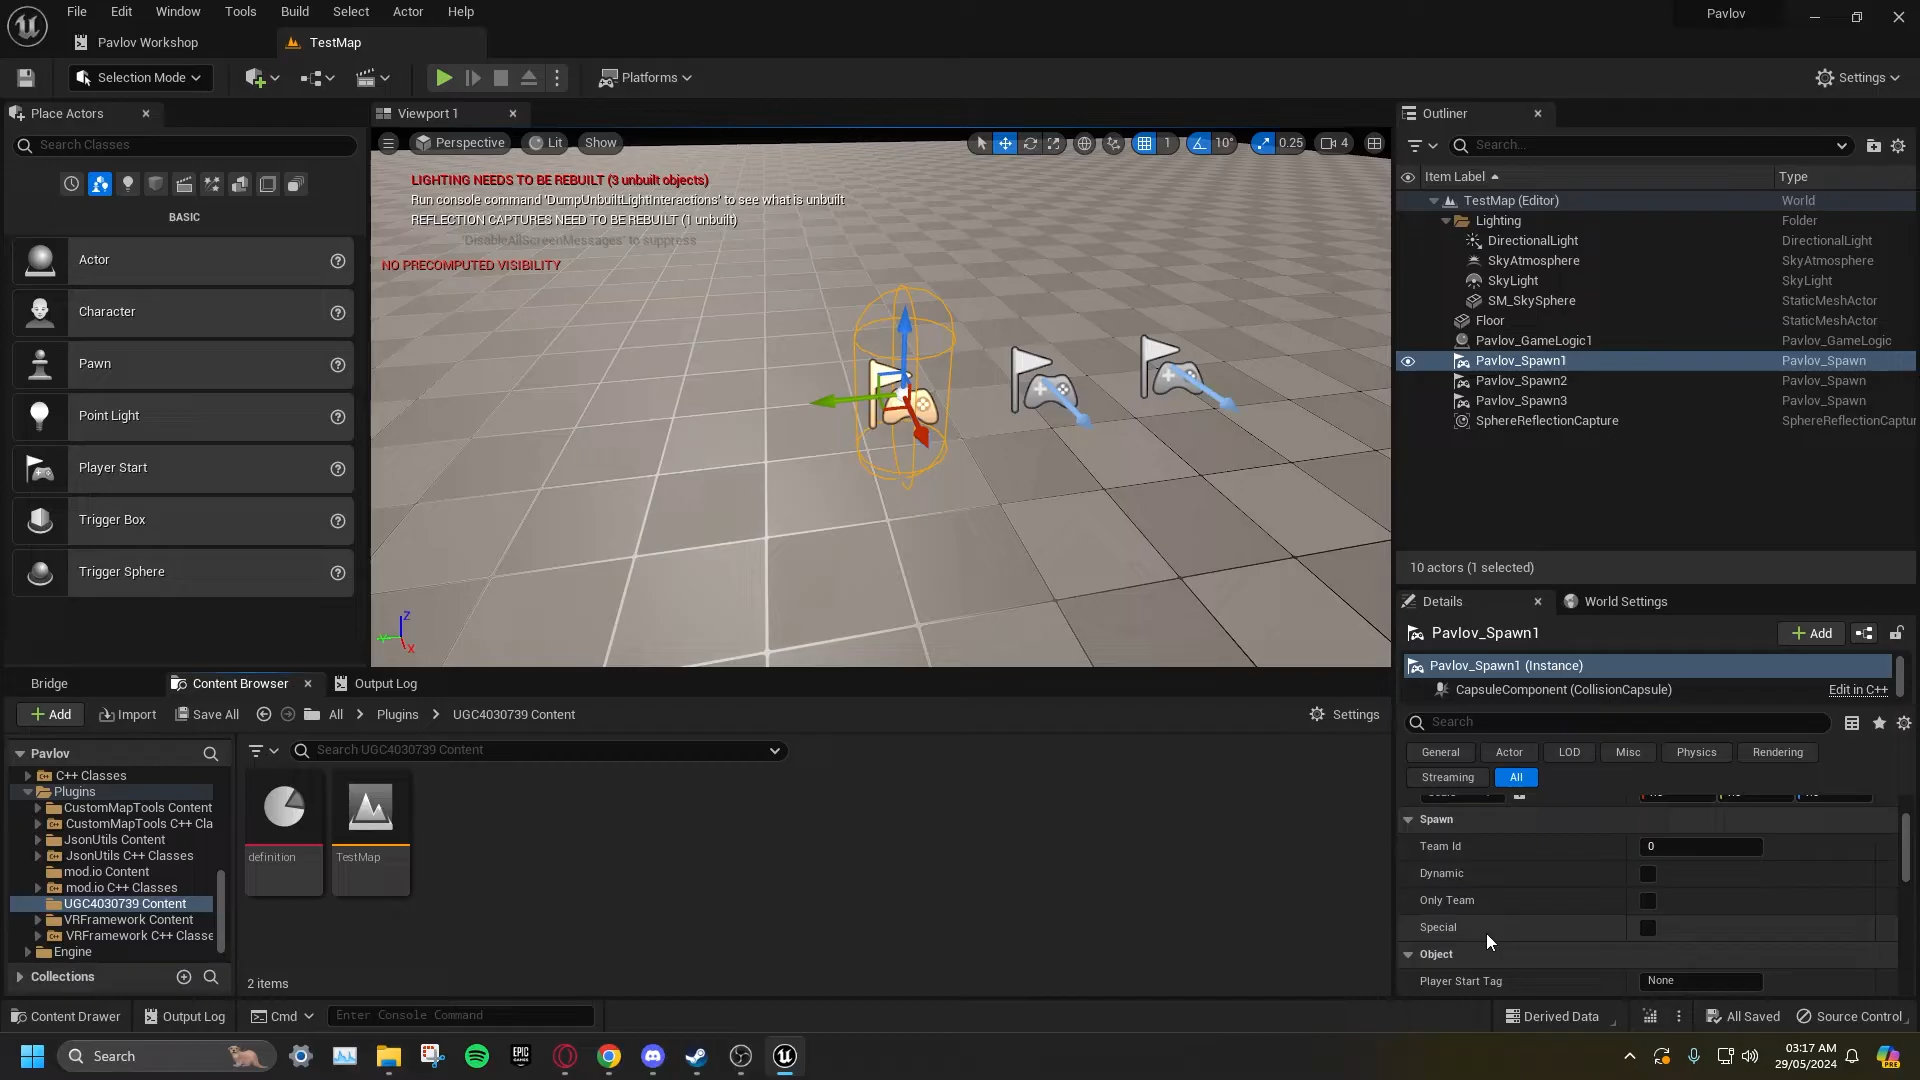 File Edit Window Tools Build Select Actor Help
Pavlov
Pavlov Workshop
TestMap
Selection Mode
Platforms
Settings
Place Actors
Search Classes
BASIC
Actor
Character
Pawn
Point Light
Player Start
Trigger Box
Trigger Sphere
Viewport 1
Perspective Lit Show
1 10° 0.25 4
LIGHTING NEEDS TO BE REBUILT (3 unbuilt objects)
Run console command 'DumpUnbuiltLightInteractions' to see what is unbuilt
REFLECTION CAPTURES NEED TO BE REBUILT (1 unbuilt)
'DisableAllScreenMessages' to suppress
NO PRECOMPUTED VISIBILITY
Z
Y
X
Outliner
Search...
Item Label Type
TestMap (Editor) World
Lighting Folder
DirectionalLight DirectionalLight
SkyAtmosphere SkyAtmosphere
SkyLight SkyLight
SM_SkySphere StaticMeshActor
Floor StaticMeshActor
Pavlov_GameLogic1 Pavlov_GameLogic
Pavlov_Spawn1 Pavlov_Spawn
Pavlov_Spawn2 Pavlov_Spawn
Pavlov_Spawn3 Pavlov_Spawn
SphereReflectionCapture SphereReflectionCaptur
10 actors (1 selected)
Details
World Settings
Pavlov_Spawn1
Add
Pavlov_Spawn1 (Instance)
CapsuleComponent (CollisionCapsule) Edit in C++
Search
General Actor LOD Misc Physics Rendering
Streaming All
Spawn
Team Id 0
Dynamic
Only Team
Special
Object
Player Start Tag None
Bridge
Content Browser
Output Log
Add Import Save All All Plugins UGC4030739 Content Settings
Pavlov
C++ Classes
Plugins
CustomMapTools Content
CustomMapTools C++ Cla
JsonUtils Content
JsonUtils C++ Classes
mod.io Content
mod.io C++ Classes
UGC4030739 Content
VRFramework Content
VRFramework C++ Classe
Engine
Collections
Search UGC4030739 Content
definition
TestMap
2 items
Content Drawer Output Log Cmd Enter Console Command
Derived Data All Saved Source Control
Search
EPIC GAMES
03:17 AM
29/05/2024
PRE